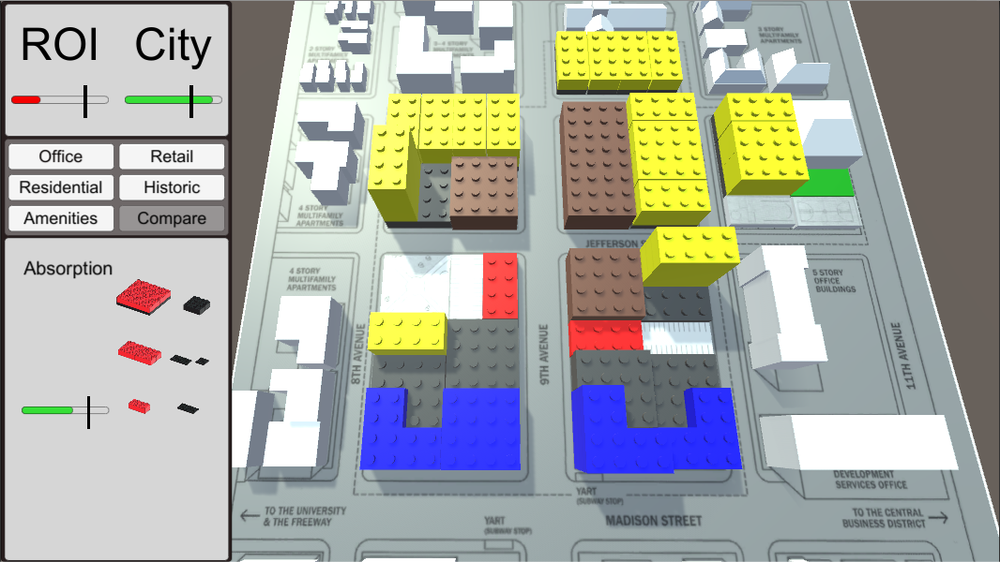 ROI City
Office
Retail
Residential
Historic
Amenities
Compare
Absorption
2 STORY
MULTIFAMILY
APARTMENTS
3-4 STORY
MULTIFAMILY
3 STORY
MULTIFAMILY
APARTMENTS
4 STORY
MULTIFAMILY
APARTMENTS
JEFFERSON
4 STORY
MULTIFAMILY
APARTMENTS
5 STORY
OFFICE
BUILDINGS
8TH AVENUE
9TH AVENUE
11TH AVENUE
DEVELOPMENT
SERVICES OFFICE
YART
(SUBWAY STOP)
TO THE UNIVERSITY
& THE FREEWAY
YART
(SUBWAY STOP)
MADISON STREET
TO THE CENTRAL
BUSINESS DISTRICT